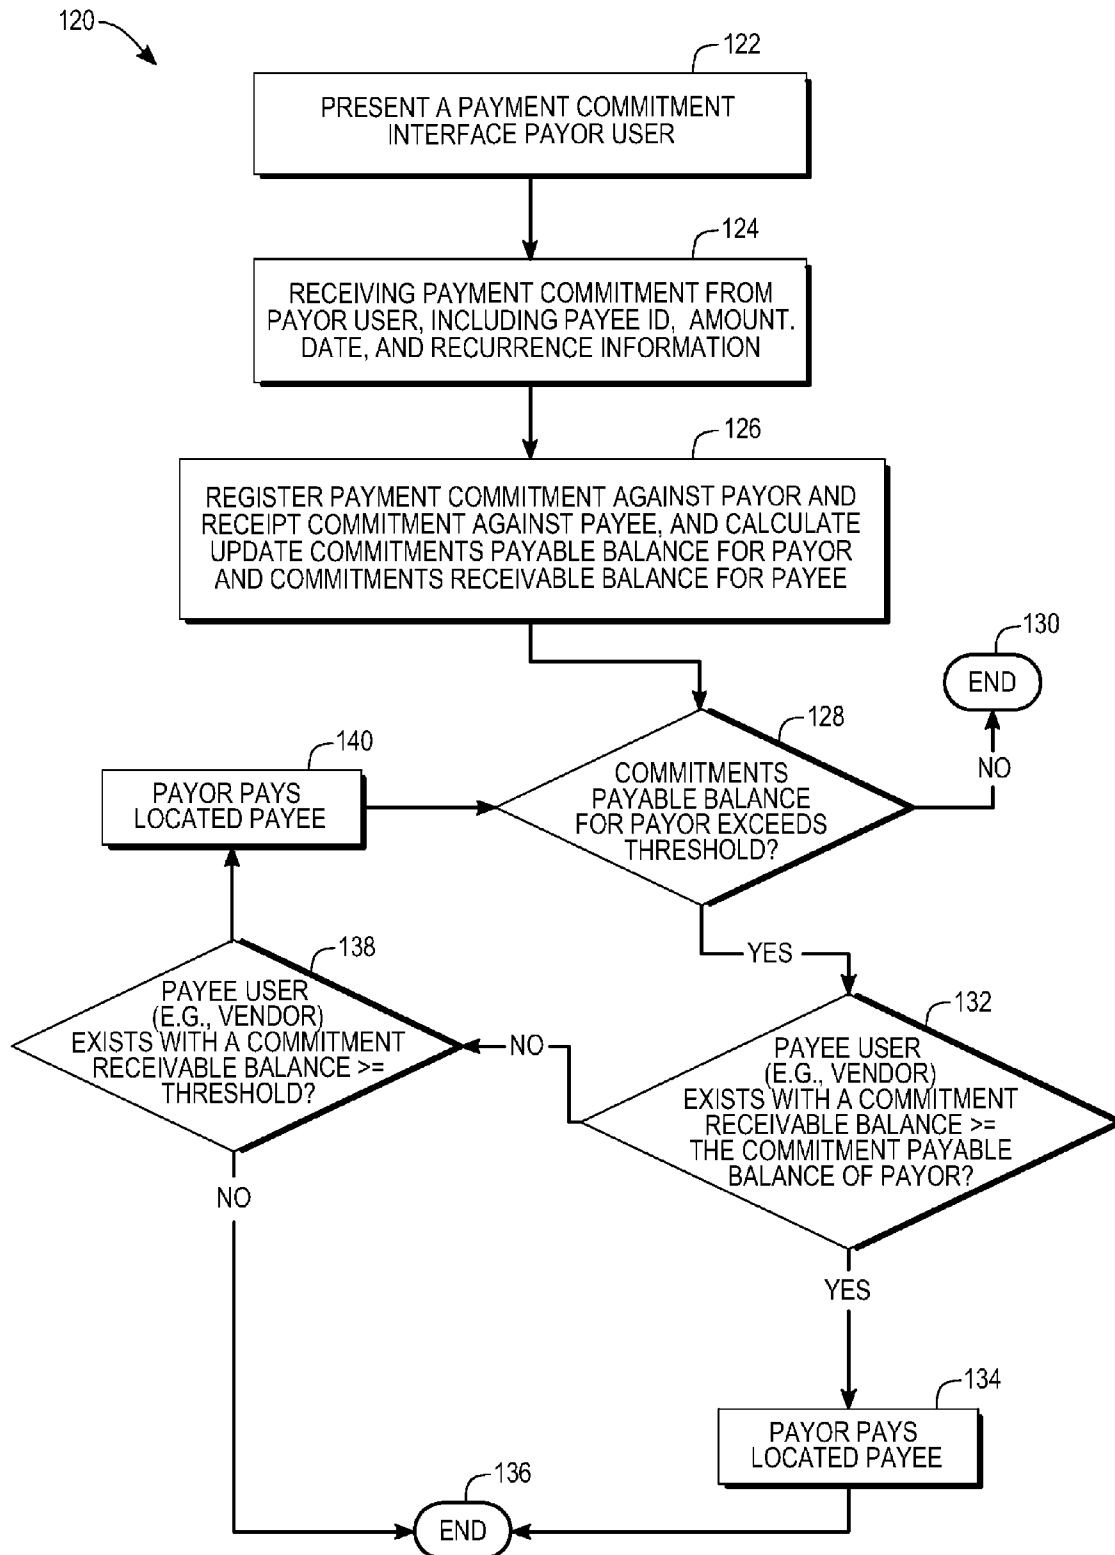 120
122
PRESENT A PAYMENT COMMITMENT
INTERFACE PAYOR USER
124
RECEIVING PAYMENT COMMITMENT FROM
PAYOR USER, INCLUDING PAYEE ID, AMOUNT.
DATE, AND RECURRENCE INFORMATION
126
REGISTER PAYMENT COMMITMENT AGAINST PAYOR AND
RECEIPT COMMITMENT AGAINST PAYEE, AND CALCULATE
UPDATE COMMITMENTS PAYABLE BALANCE FOR PAYOR
AND COMMITMENTS RECEIVABLE BALANCE FOR PAYEE
130
END
128
COMMITMENTS
PAYABLE BALANCE
FOR PAYOR EXCEEDS
THRESHOLD?
NO
140
PAYOR PAYS
LOCATED PAYEE
YES
138
PAYEE USER
(E.G., VENDOR)
EXISTS WITH A COMMITMENT
RECEIVABLE BALANCE >=
THRESHOLD?
NO
132
PAYEE USER
(E.G., VENDOR)
EXISTS WITH A COMMITMENT
RECEIVABLE BALANCE >=
THE COMMITMENT PAYABLE
BALANCE OF PAYOR?
NO
YES
134
PAYOR PAYS
LOCATED PAYEE
136
END